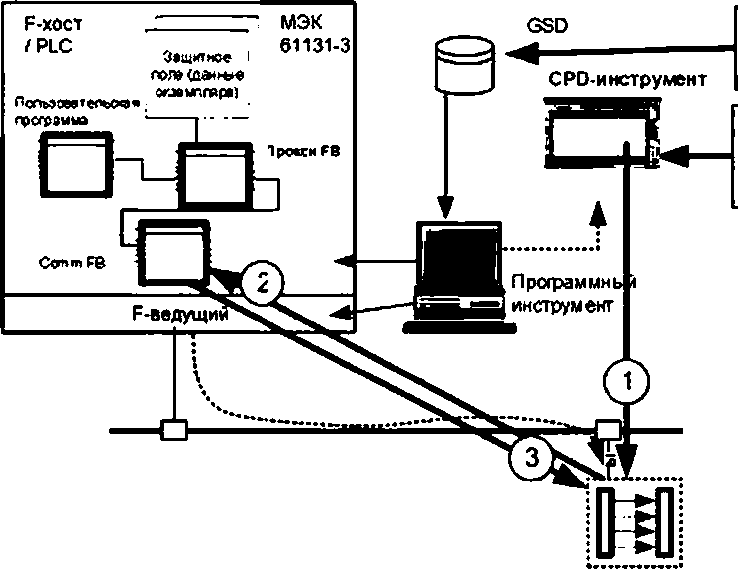 F-хост
/ PLC
МЭК
61131-3
Защитное
поле (данные
экземпляра)
Пользовательская
программа
Прокси FB
Comm FB
F-ведущий
GSD
CPD-инструмент
Программный
инструмент
1
2
3